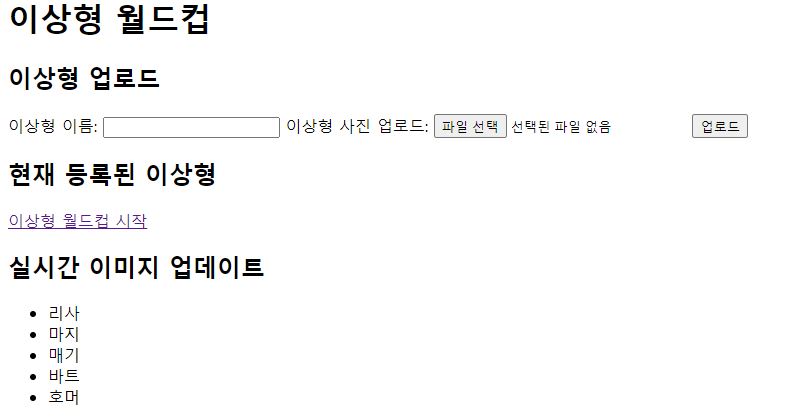 이상형 월드컵
이상형 업로드
이상형 이름: 이상형 사진 업로드: 파일 선택 선택된 파일 없음 업로드
현재 등록된 이상형
이상형 월드컵 시작
실시간 이미지 업데이트
리사
마지
매기
바트
호머